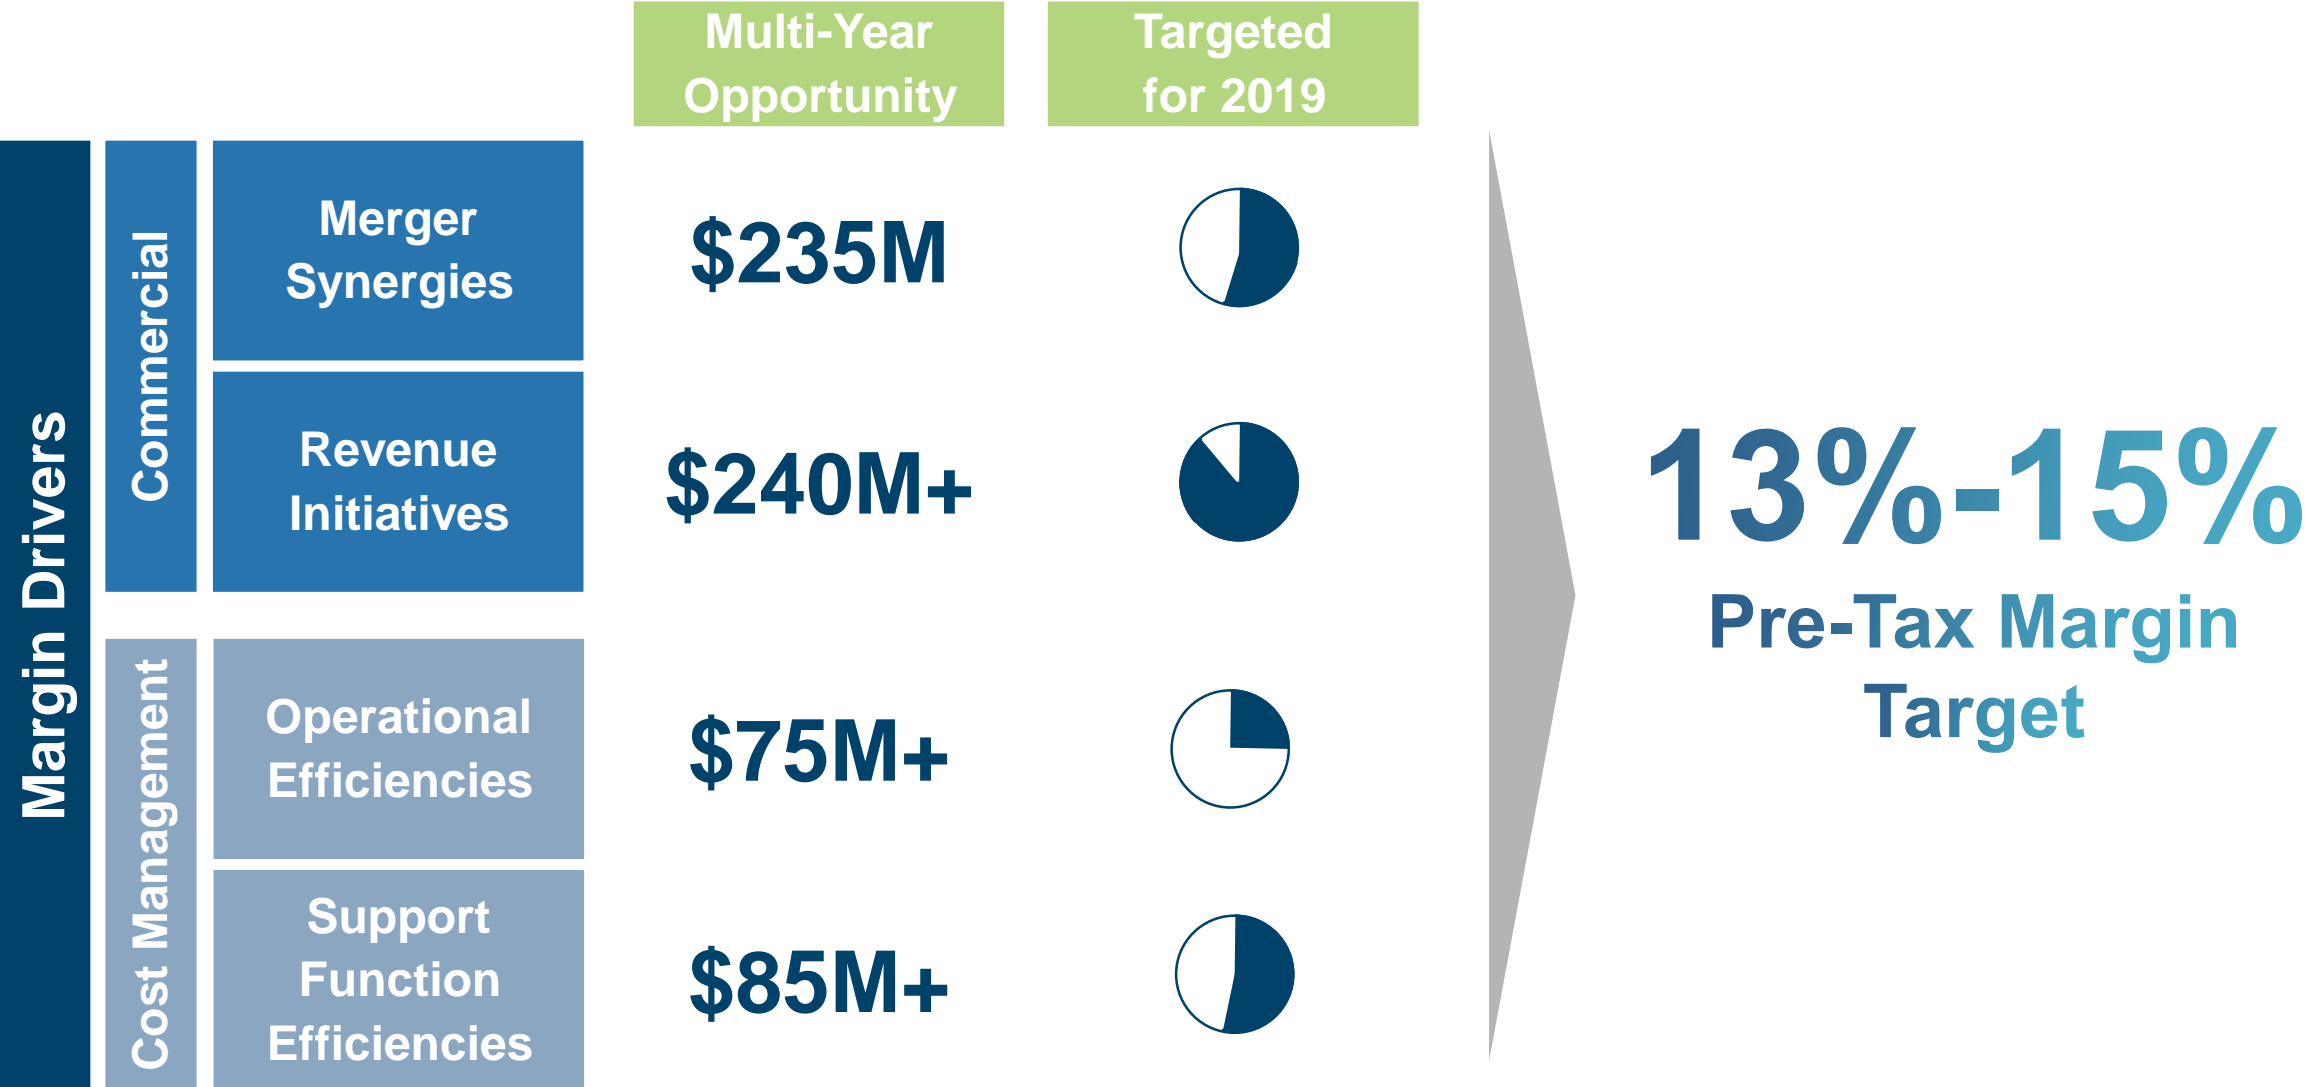 Multi-Year
Opportunity
Targeted
for 2019
Margin Drivers
Commercial
Merger
Synergies
$235M
Revenue
Initiatives
$240M+
Cost Management
Operational
Efficiencies
$75M+
Support
Function
Efficiencies
$85M+
13%-15%
Pre-Tax Margin
Target